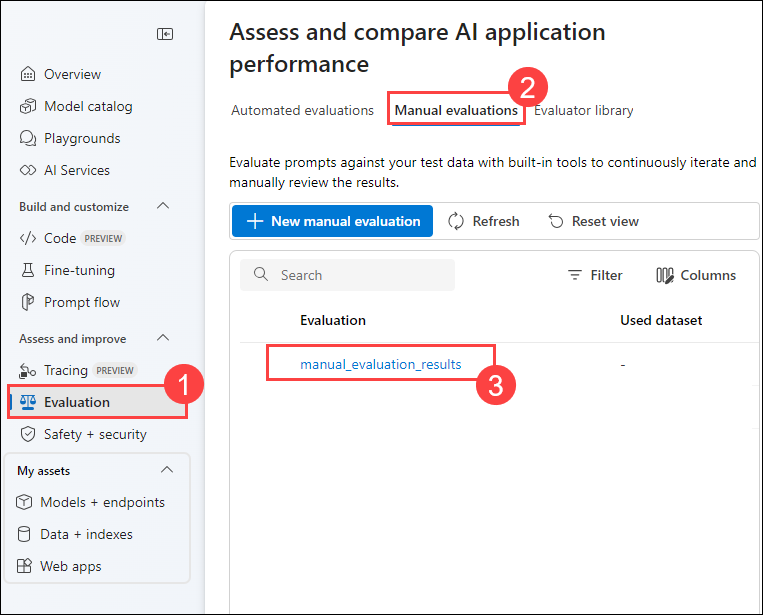 Overview
Model catalog
Playgrounds
AI Services
Build and customize
Code PREVIEW
Fine-tuning
Prompt flow
Assess and improve
Tracing PREVIEW
1
Evaluation
Safety + security
My assets
Models + endpoints
Data + indexes
Web apps
Assess and compare AI application
performance
2
Automated evaluations Manual evaluations Evaluator library
Evaluate prompts against your test data with built-in tools to continuously iterate and
manually review the results.
New manual evaluation Refresh Reset view
Search Filter Columns
Evaluation Used dataset
manual_evaluation_results -
3